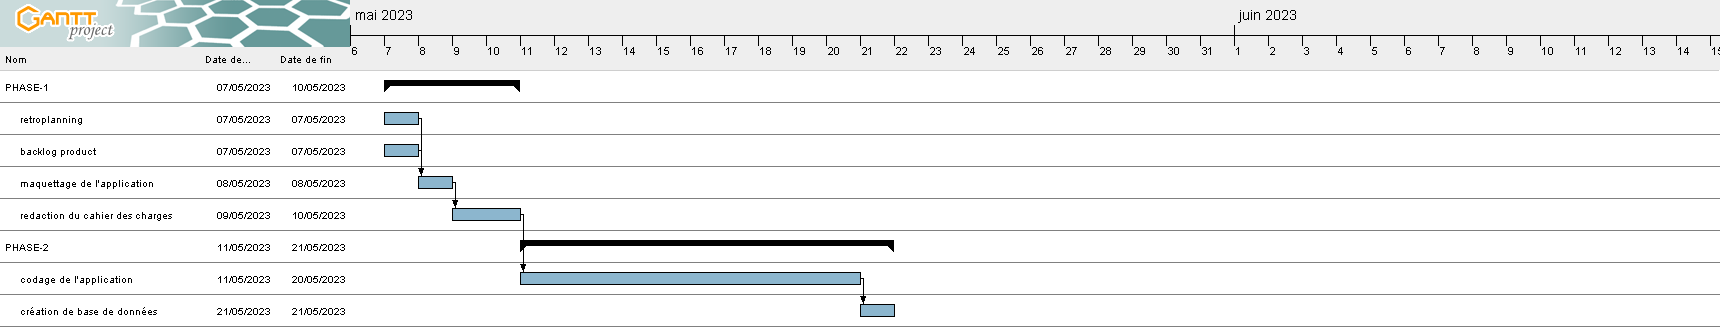 GANTT project
mai 2023 juin 2023
6 7 8 9 10 11 12 13 14 15 16 17 18 19 20 21 22 23 24 25 26 27 28 29 30 31 1 2 3 4 5 6 7 8 9 10 11 12 13 14 15
Nom Date de... Date de fin
PHASE-1 07/05/2023 10/05/2023
retroplanning 07/05/2023 07/05/2023
backlog product 07/05/2023 07/05/2023
maquettage de l'application 08/05/2023 08/05/2023
redaction du cahier des charges 09/05/2023 10/05/2023
PHASE-2 11/05/2023 21/05/2023
codage de l'application 11/05/2023 20/05/2023
création de base de données 21/05/2023 21/05/2023